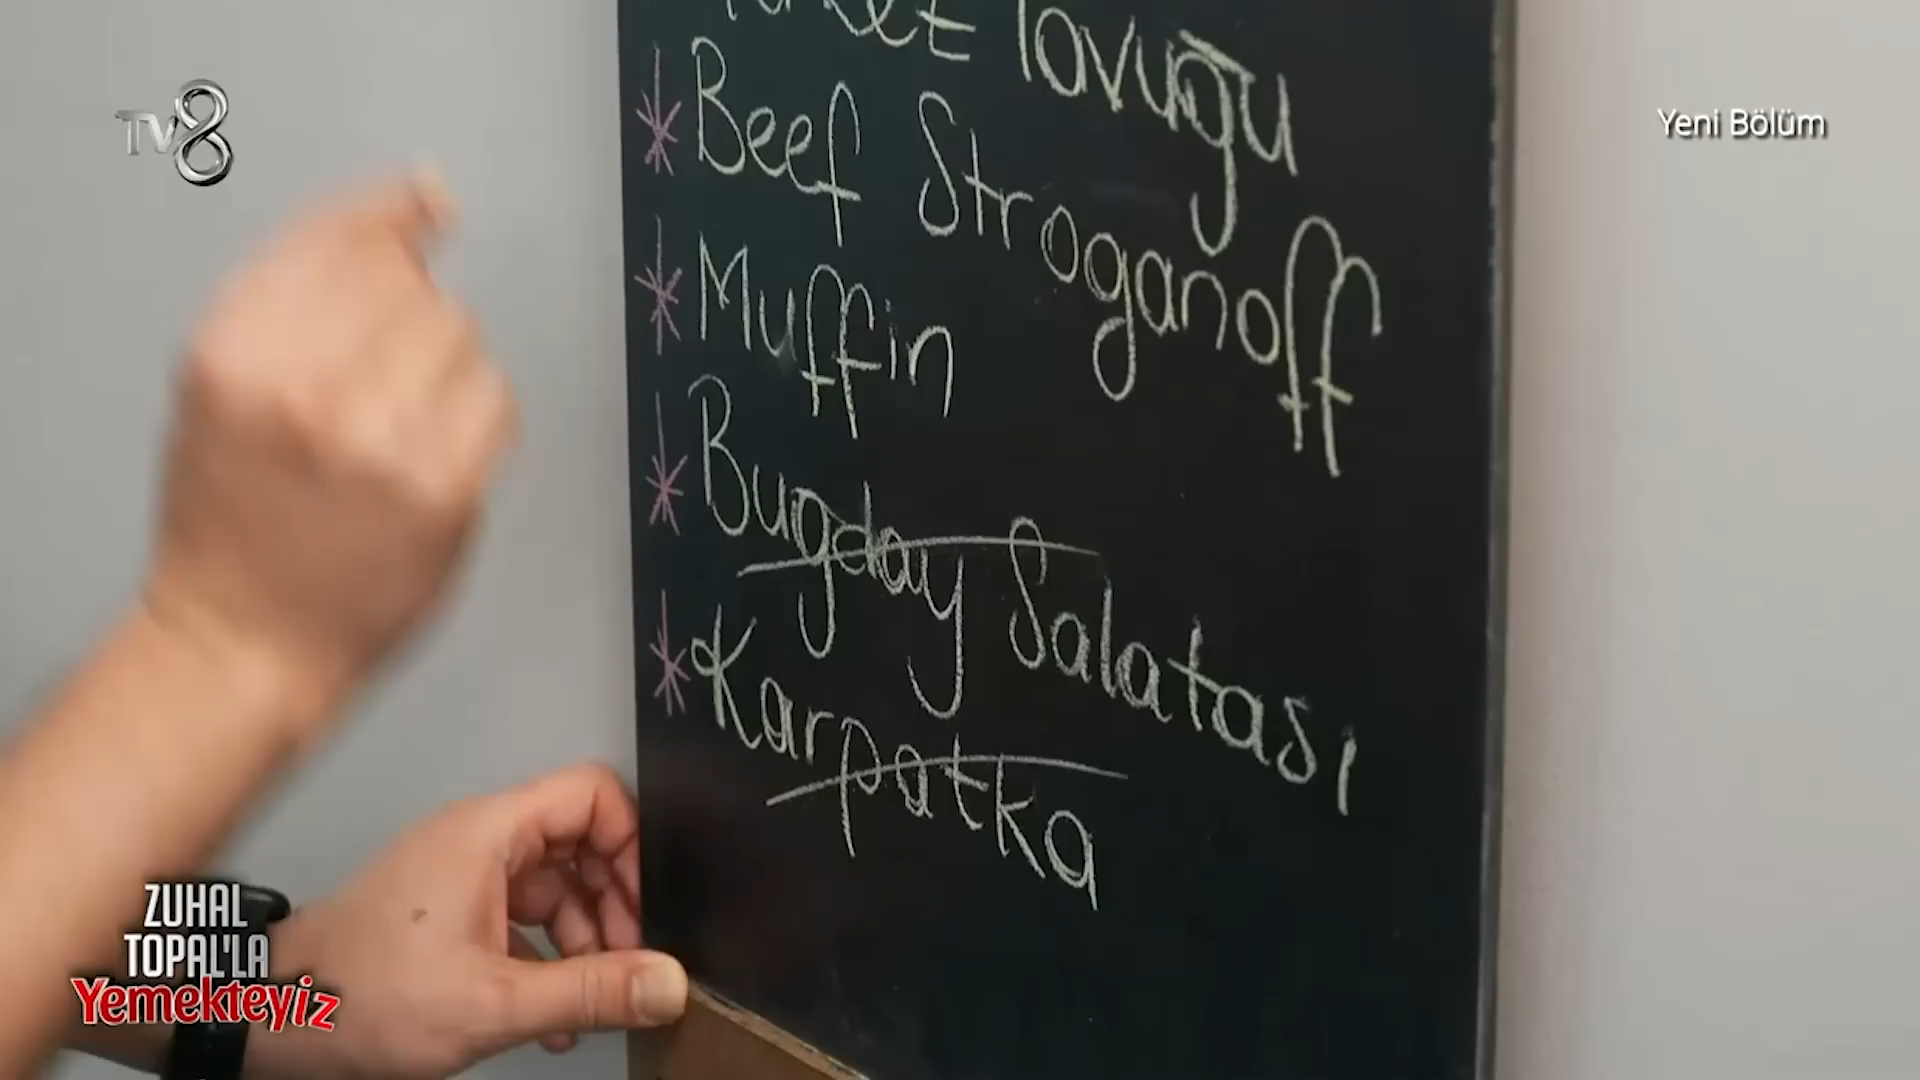 TV8
Yeni Bölüm
Tavuğu
* Beef Stroganoff
* Muffin
* Buğday Salatası
* Karpatka
ZUHAL
TOPAL'LA
Yemekteyiz